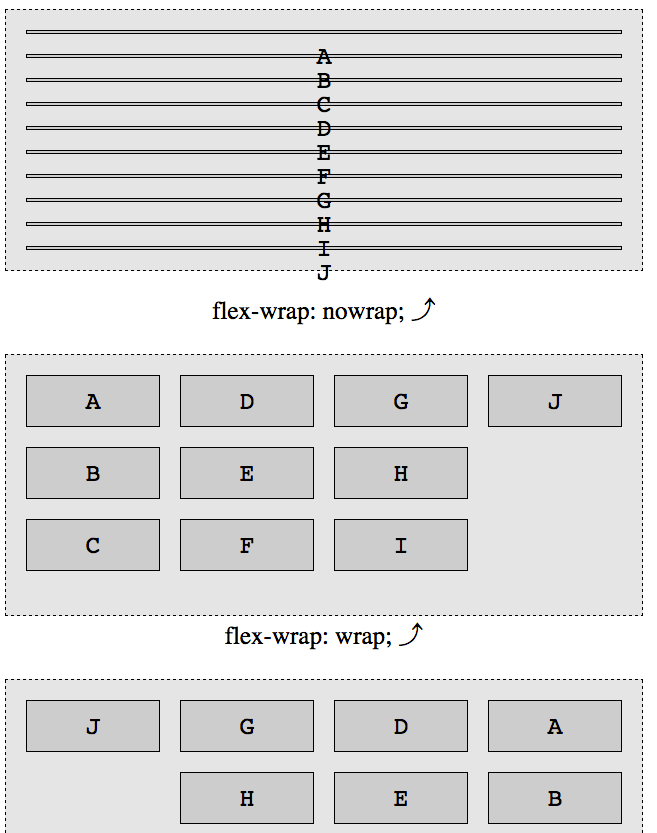 A
B
C
D
E
F
G
H
I
J
flex-wrap: nowrap; ⤴
A D G J
B E H
C F I
flex-wrap: wrap; ⤴
J G D A
H E B